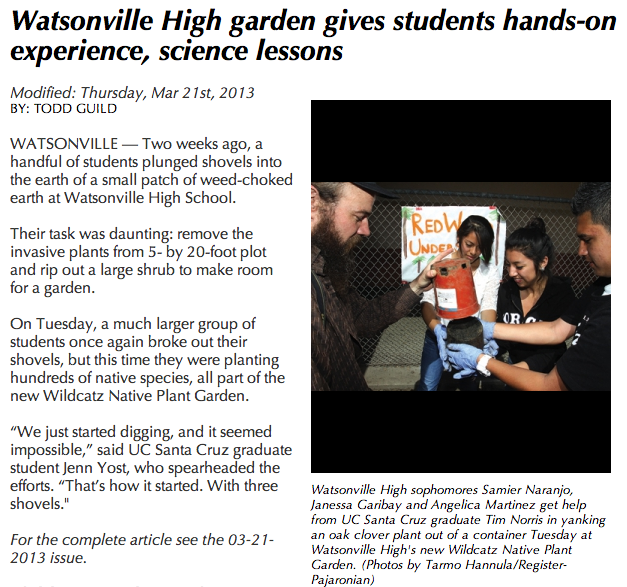 Watsonville High garden gives students hands-on
experience, science lessons
Modified: Thursday, Mar 21st, 2013
BY: TODD GUILD
WATSONVILLE — Two weeks ago, a
handful of students plunged shovels into
the earth of a small patch of weed-choked
earth at Watsonville High School.
Their task was daunting: remove the
invasive plants from 5- by 20-foot plot
and rip out a large shrub to make room
for a garden.
On Tuesday, a much larger group of
students once again broke out their
shovels, but this time they were planting
hundreds of native species, all part of the
new Wildcatz Native Plant Garden.
“We just started digging, and it seemed
impossible,” said UC Santa Cruz graduate
student Jenn Yost, who spearheaded the
efforts. “That’s how it started. With three
shovels."
For the complete article see the 03-21-
2013 issue.
RED W
UNDE
Watsonville High sophomores Samier Naranjo,
Janessa Garibay and Angelica Martinez get help
from UC Santa Cruz graduate Tim Norris in yanking
an oak clover plant out of a container Tuesday at
Watsonville High's new Wildcatz Native Plant
Garden. (Photos by Tarmo Hannula/Register-
Pajaronian)